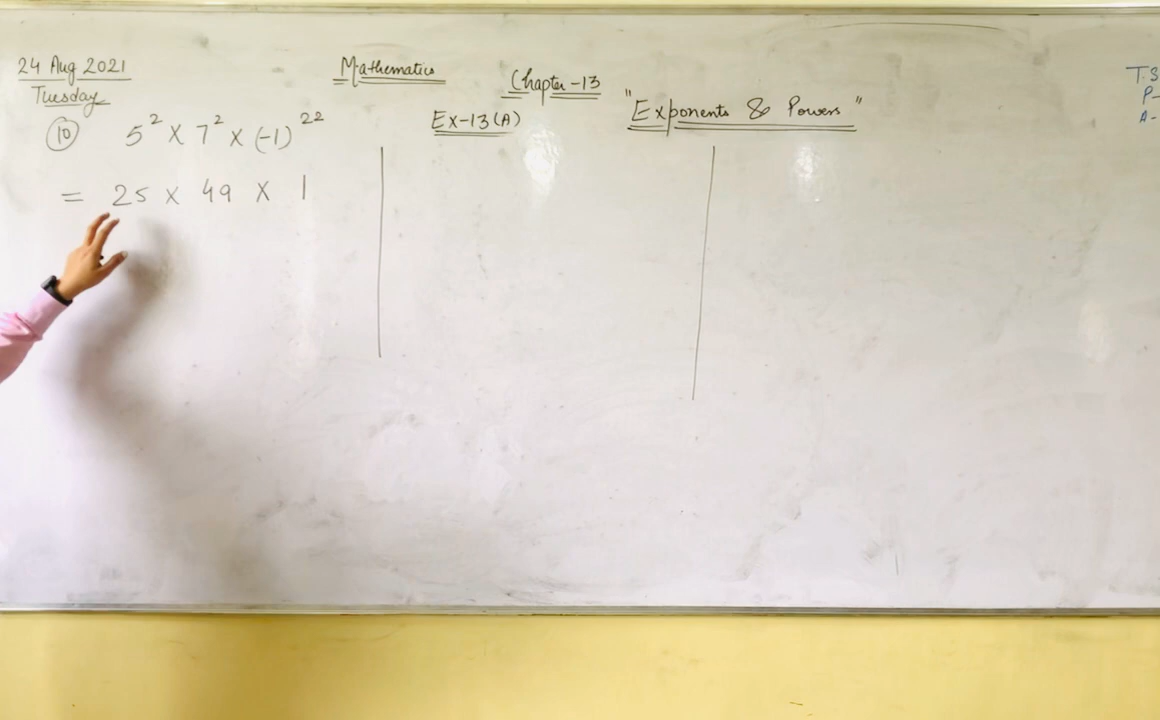 24 Aug 2021
Tuesday
Mathematics
Chapter-13
"Exponents & Powers"
Ex-13(A)
T.S
P-
A-
(10) 5² × 7² × (-1)²²
= 25 × 49 × 1